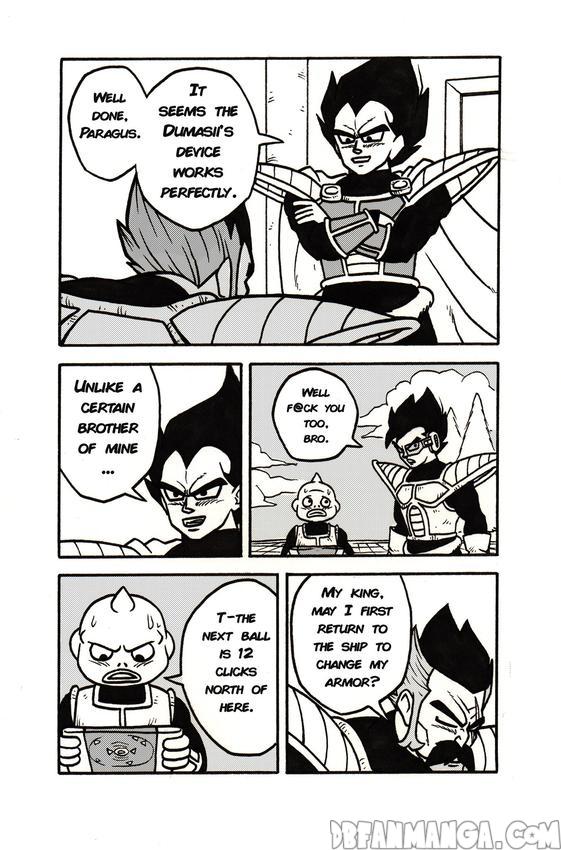 WELL
DONE,
PARAGUS.
IT
SEEMS THE
DUMASII'S
DEVICE
WORKS
PERFECTLY.
UNLIKE A
CERTAIN
BROTHER
OF MINE
...
WELL
F@CK YOU
TOO,
BRO.
T-THE
NEXT BALL
IS 12
CLICKS
NORTH OF
HERE.
MY KING,
MAY I FIRST
RETURN TO
THE SHIP TO
CHANGE MY
ARMOR?
DBFANMANGA.COM